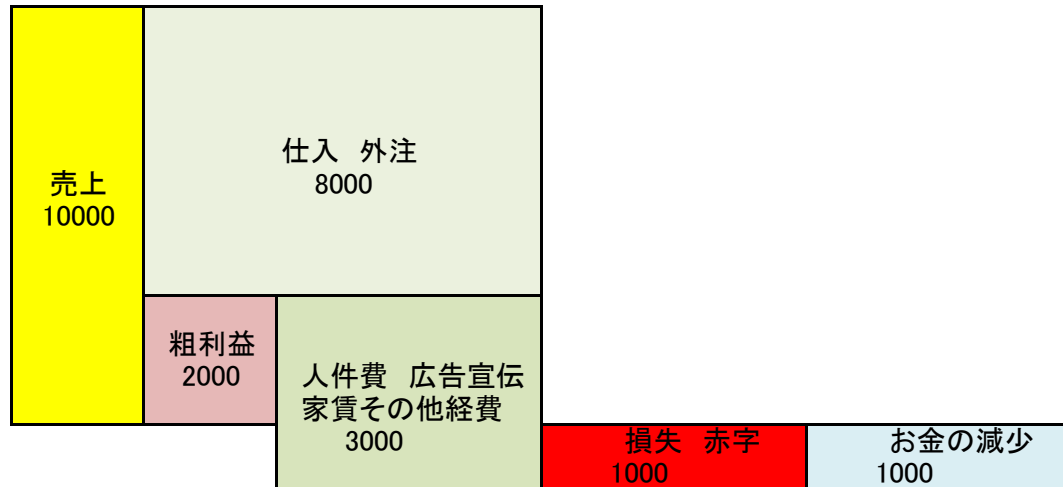 売上
10000
仕入 外注
8000
粗利益
2000
人件費 広告宣伝
家賃その他経費
3000
損失 赤字
1000
お金の減少
1000